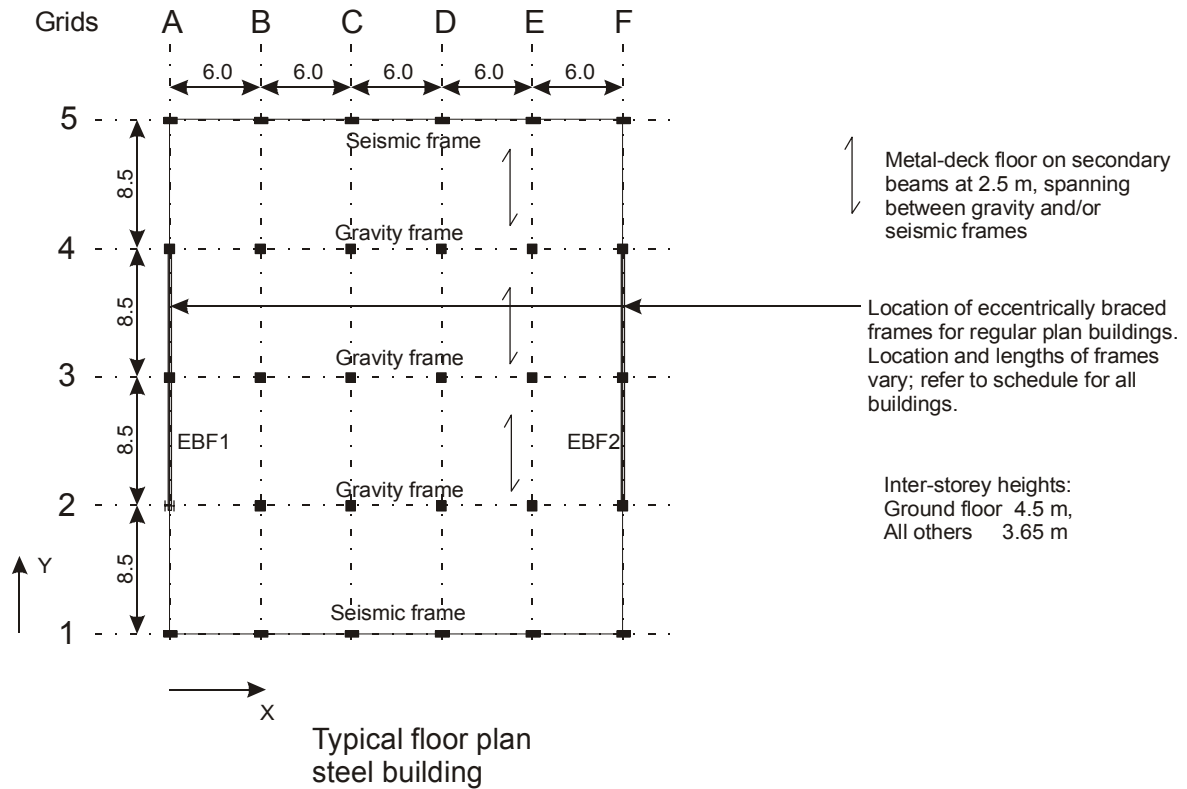 Grids A B C D E F
6.0 6.0 6.0 6.0 6.0
5
Seismic frame
8.5
Metal-deck floor on secondary
beams at 2.5 m, spanning
between gravity and/or
seismic frames
Gravity frame
4
8.5
Location of eccentrically braced
frames for regular plan buildings.
Location and lengths of frames
vary; refer to schedule for all
buildings.
Gravity frame
3
8.5
EBF1 EBF2
Gravity frame
2
Inter-storey heights:
Ground floor 4.5 m,
All others 3.65 m
8.5
Y
Seismic frame
1
X
Typical floor plan
steel building